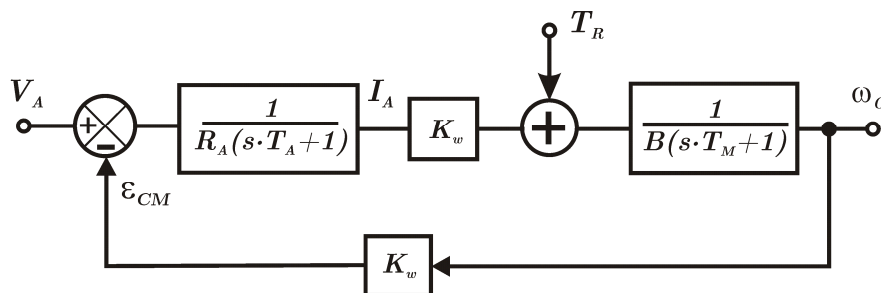 V_A
+
−
ε_CM
1
R_A(s·T_A+1)
I_A
K_w
T_R
+
1
B(s·T_M+1)
K_w